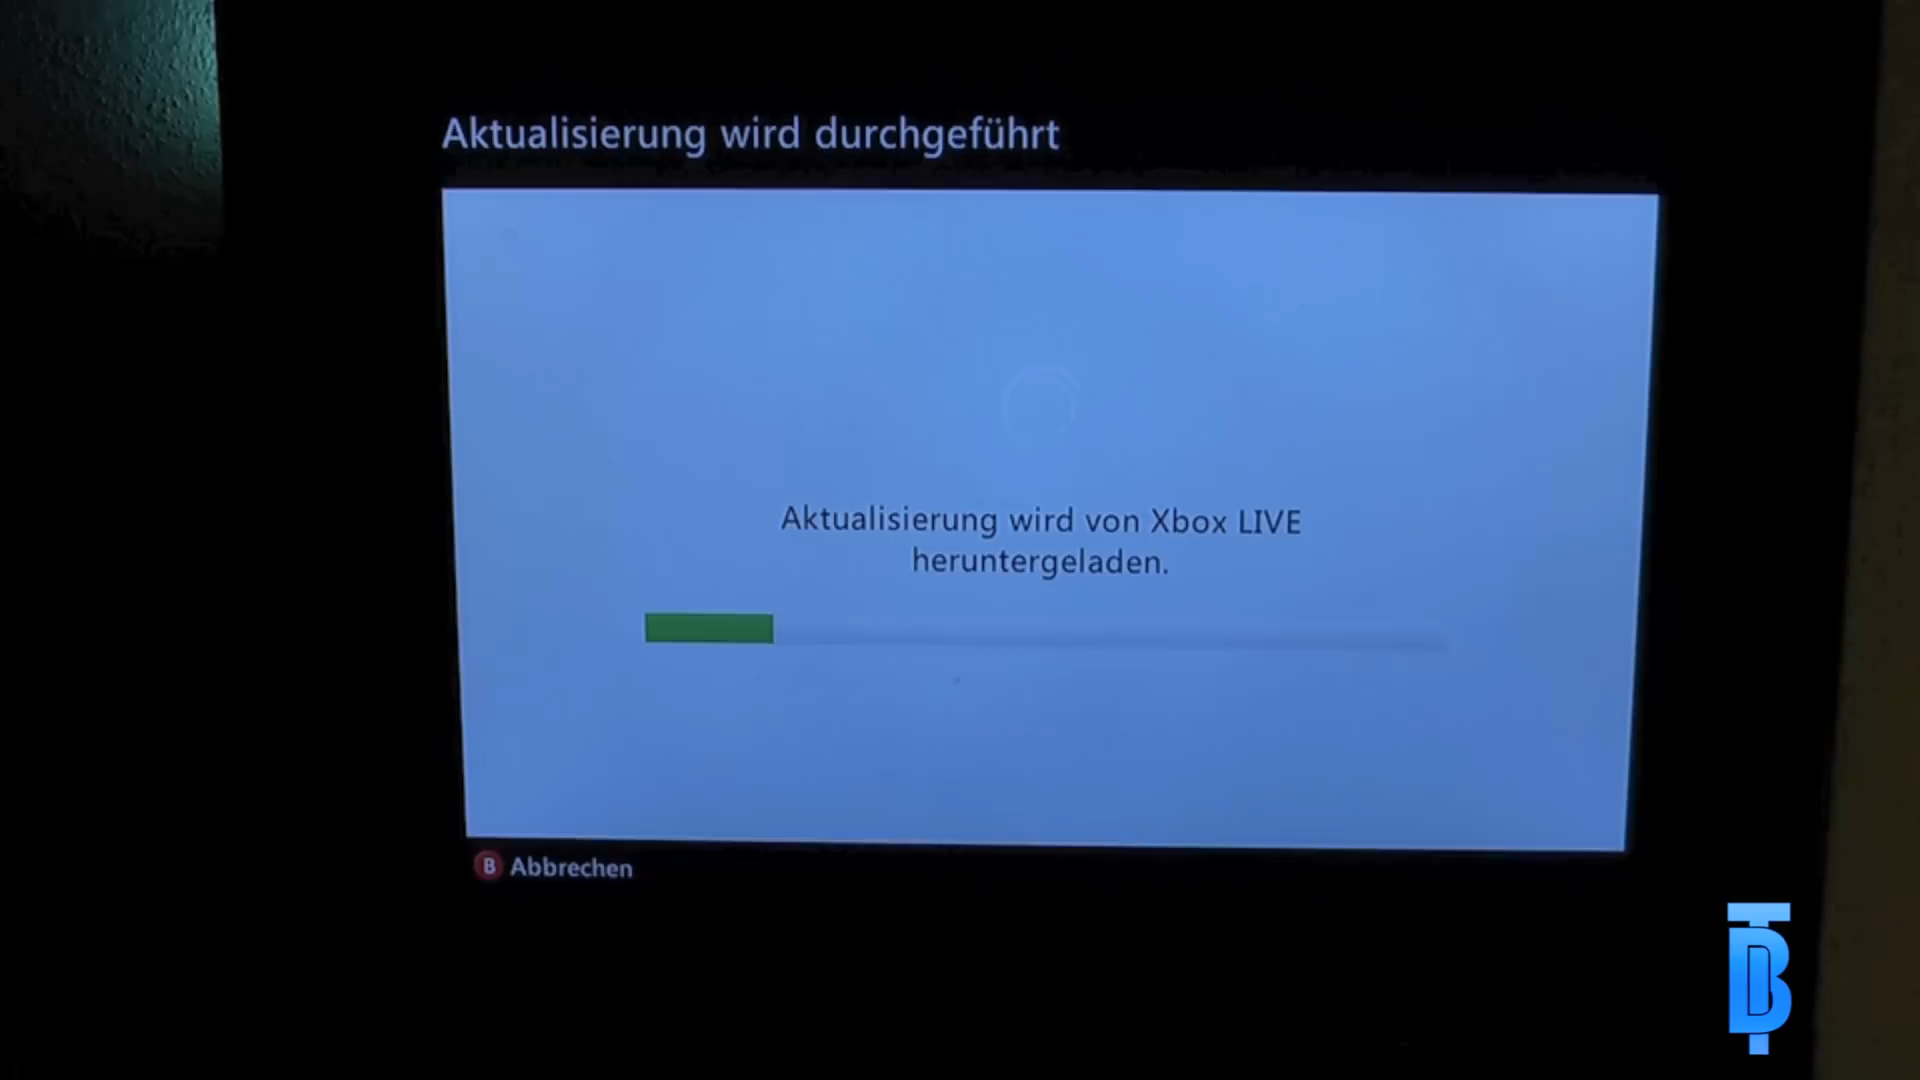 Aktualisierung wird durchgeführt
Aktualisierung wird von Xbox LIVE
heruntergeladen.
B Abbrechen